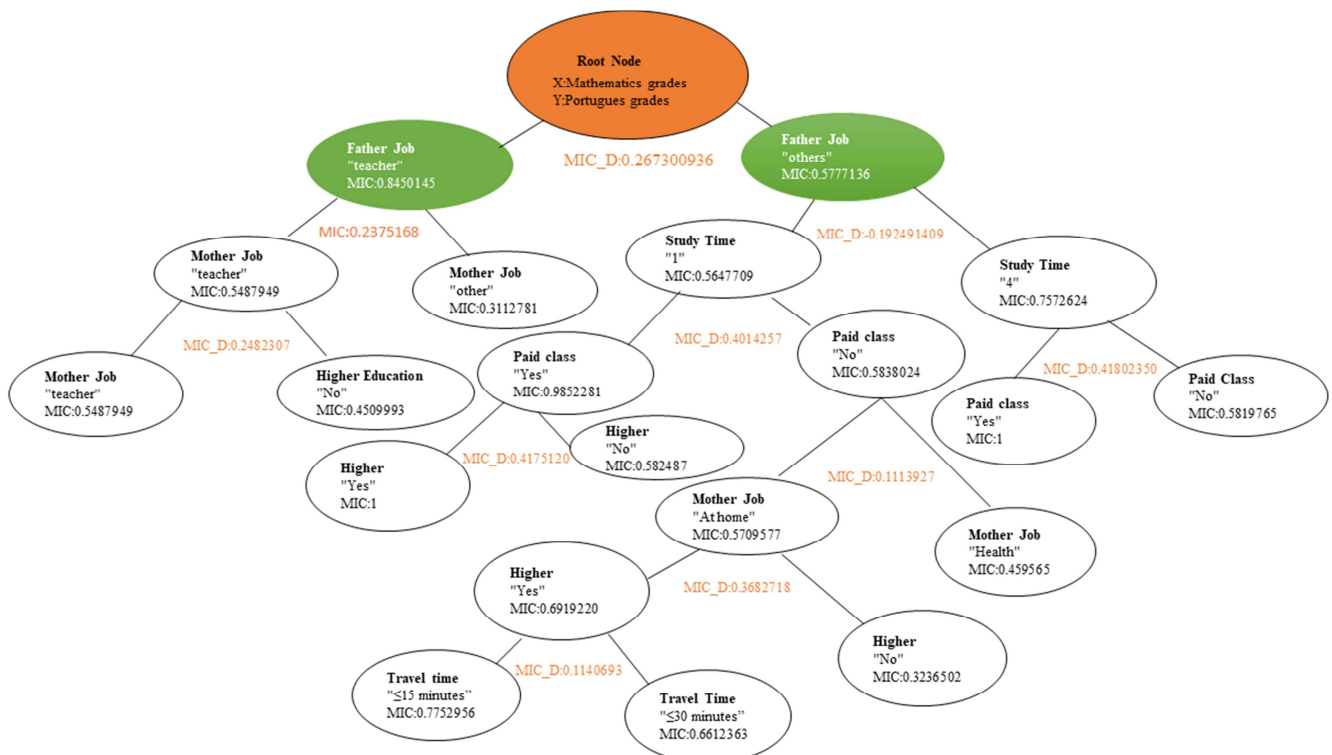 Root Node
X:Mathematics grades
Y:Portugues grades
Father Job
"teacher"
MIC:0.8450145
MIC_D:0.267300936
Father Job
"others"
MIC:0.5777136
MIC:0.2375168
MIC_D:-0.192491409
Mother Job
"teacher"
MIC:0.5487949
Mother Job
"other"
MIC:0.3112781
Study Time
"1"
MIC:0.5647709
Study Time
"4"
MIC:0.7572624
MIC_D:0.2482307
MIC_D:0.4014257
MIC_D:0.41802350
Mother Job
"teacher"
MIC:0.5487949
Higher Education
"No"
MIC:0.4509993
Paid class
"Yes"
MIC:0.9852281
Paid class
"No"
MIC:0.5838024
Paid class
"Yes"
MIC:1
Paid Class
"No"
MIC:0.5819765
MIC_D:0.4175120
Higher
"Yes"
MIC:1
Higher
"No"
MIC:0.582487
MIC_D:0.1113927
Mother Job
"At home"
MIC:0.5709577
Mother Job
"Health"
MIC:0.459565
MIC_D:0.3682718
Higher
"Yes"
MIC:0.6919220
Higher
"No"
MIC:0.3236502
MIC_D:0.1140693
Travel time
“≤15 minutes”
MIC:0.7752956
Travel Time
“≤30 minutes”
MIC:0.6612363